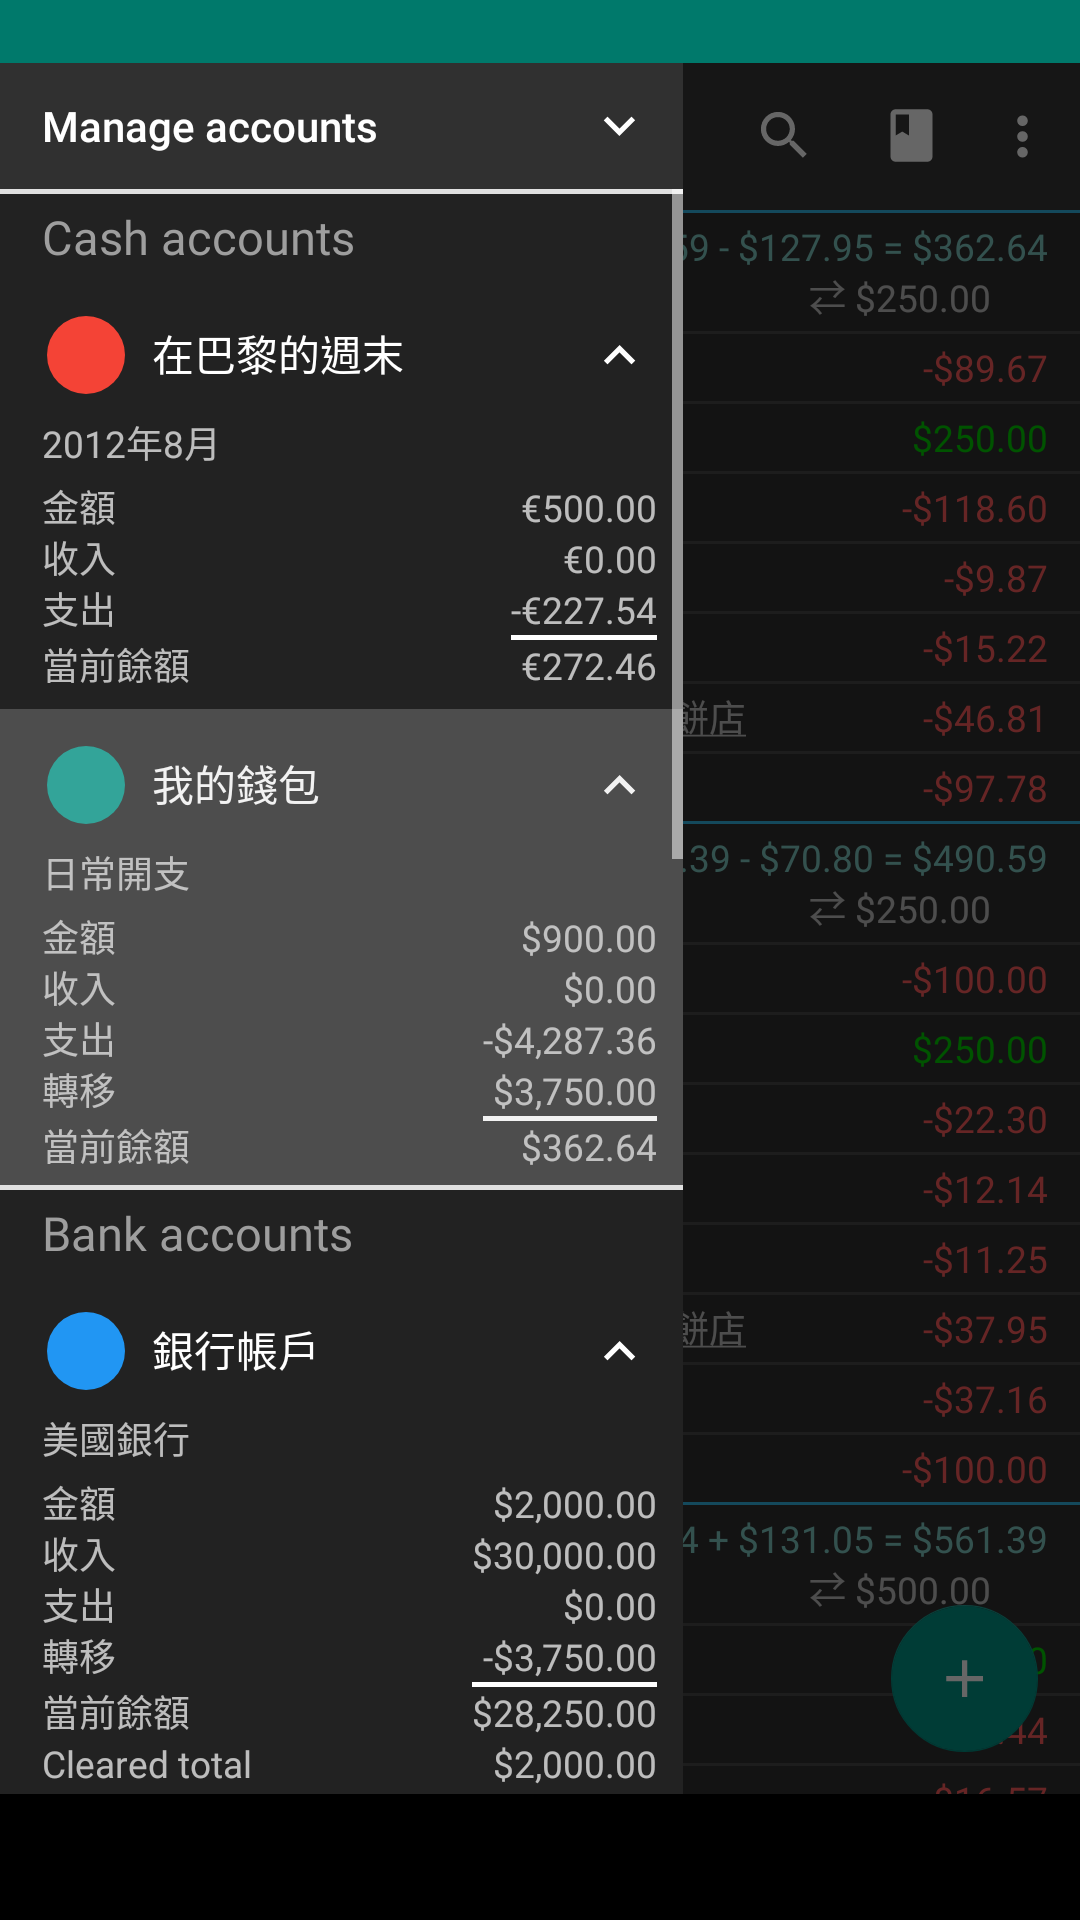 Manage accounts
Cash accounts
在巴黎的週末
2012年8月
金額 €500.00
收入 €0.00
支出 -€227.54
當前餘額 €272.46
我的錢包
日常開支
金額 $900.00
收入 $0.00
支出 -$4,287.36
轉移 $3,750.00
當前餘額 $362.64
Bank accounts
銀行帳戶
美國銀行
金額 $2,000.00
收入 $30,000.00
支出 $0.00
轉移 -$3,750.00
當前餘額 $28,250.00
Cleared total $2,000.00
59 - $127.95 = $362.64
$250.00
-$89.67
$250.00
-$118.60
-$9.87
-$15.22
餅店 -$46.81
-$97.78
.39 - $70.80 = $490.59
$250.00
-$100.00
$250.00
-$22.30
-$12.14
-$11.25
餅店 -$37.95
-$37.16
-$100.00
4 + $131.05 = $561.39
$500.00
0
44